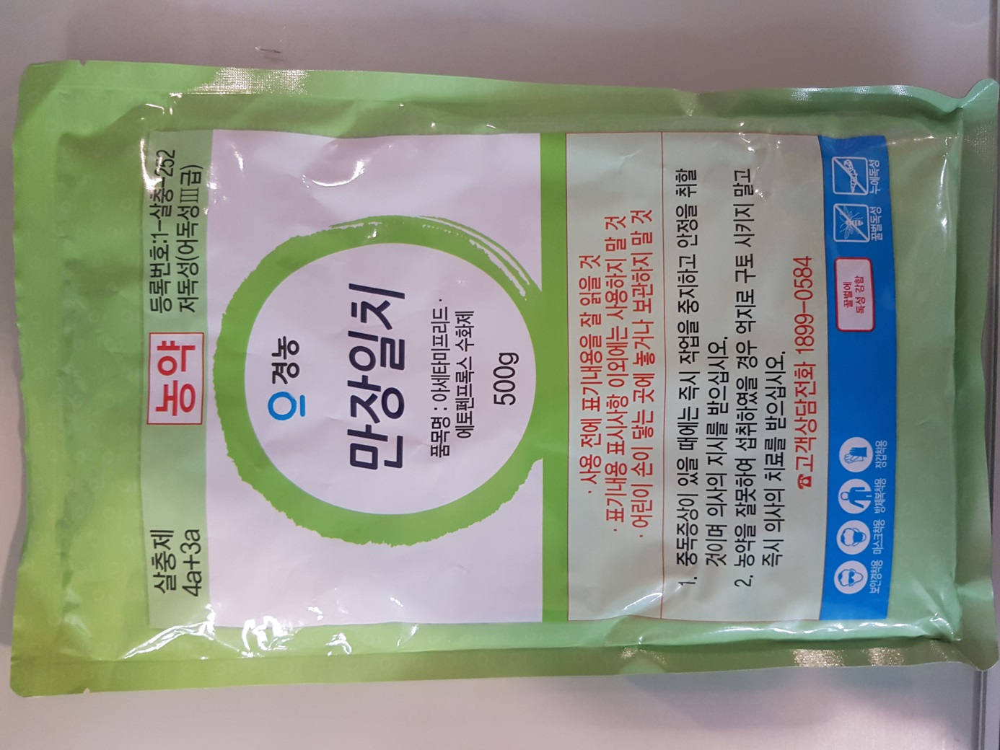 살충제
4a+3a
농약
등록번호:1-살충-252
저독성(어독성Ⅲ급)
경농
만장일치
품목명 : 아세타미프리드·
에토펜프록스 수화제
500g
· 사용 전에 표기내용을 잘 읽을 것
· 표기내용 표시사항 이외에는 사용하지 말 것
· 어린이 손이 닿는 곳에 놓거나 보관하지 말 것
1. 중독증상이 있을 때에는 즉시 작업을 중지하고 안정을 취할
것이며 의사의 지시를 받으십시오.
2. 농약을 잘못하여 섭취하였을 경우 억지로 구토 시키지 말고
즉시 의사의 치료를 받으십시오.
☎고객상담전화 1899-0584
보안경착용 마스크착용 방제복착용 장갑착용
꿀벌에
독성 강함
꿀벌독성 누에독성